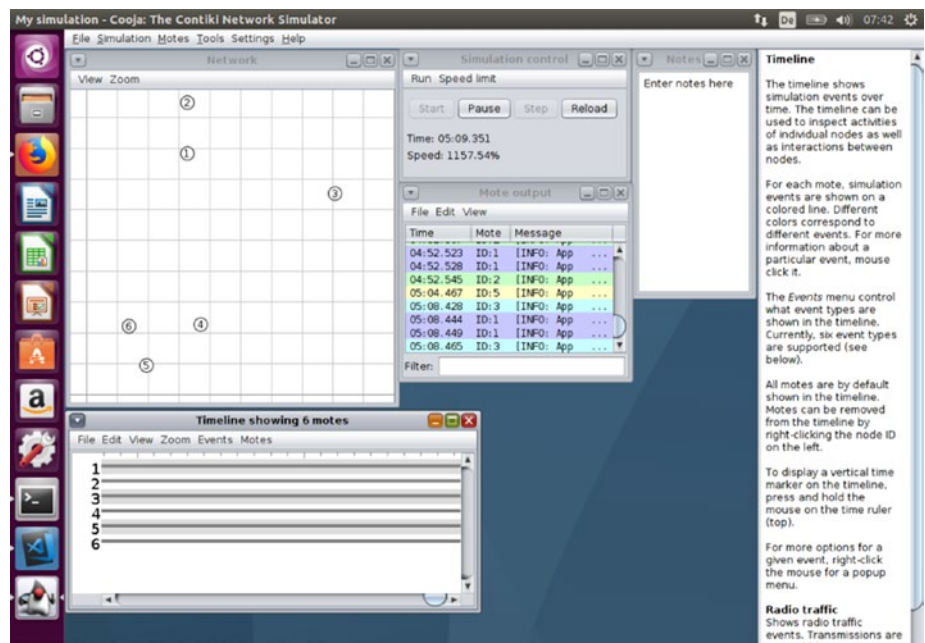 My simulation - Cooja: The Contiki Network Simulator
De
07:42
File Simulation Motes Tools Settings Help
Network
View Zoom
2
1
3
6
4
5
Simulation control
Run Speed limit
Start Pause Step Reload
Time: 05:09.351
Speed: 1157.54%
Mote output
File Edit View
Time Mote Message
04:52.523 ID:1 [INFO: App ...
04:52.528 ID:1 [INFO: App ...
04:52.545 ID:2 [INFO: App ...
05:04.467 ID:5 [INFO: App ...
05:08.428 ID:3 [INFO: App ...
05:08.444 ID:1 [INFO: App ...
05:08.449 ID:1 [INFO: App ...
05:08.465 ID:3 [INFO: App ...
Filter:
Notes
Enter notes here
Timeline showing 6 motes
File Edit View Zoom Events Motes
1
2
3
4
5
6
Timeline
The timeline shows
simulation events over
time. The timeline can be
used to inspect activities
of individual nodes as well
as interactions between
nodes.
For each mote, simulation
events are shown on a
colored line. Different
colors correspond to
different events. For more
information about a
particular event, mouse
click it.
The Events menu control
what event types are
shown in the timeline.
Currently, six event types
are supported (see
below).
All motes are by default
shown in the timeline.
Motes can be removed
from the timeline by
right-clicking the node ID
on the left.
To display a vertical time
marker on the timeline,
press and hold the
mouse on the time ruler
(top).
For more options for a
given event, right-click
the mouse for a popup
menu.
Radio traffic
Shows radio traffic
events. Transmissions are